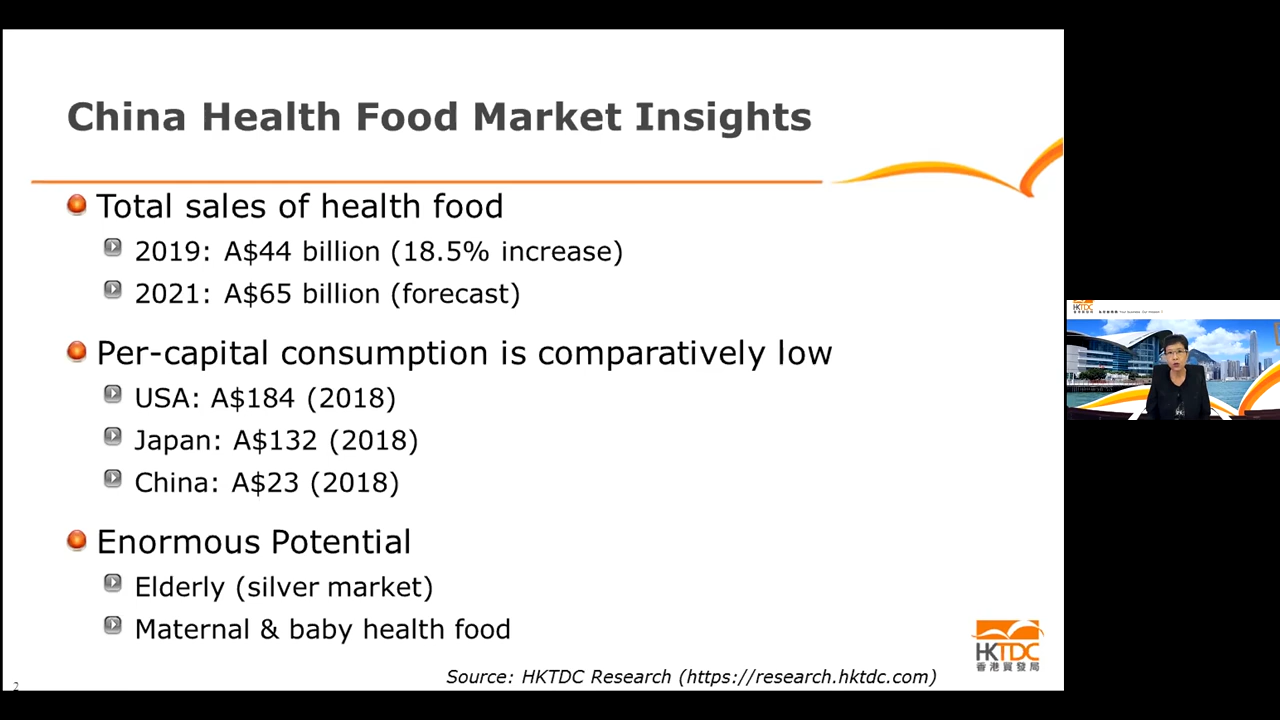 China Health Food Market Insights
Total sales of health food
2019: A$44 billion (18.5% increase)
2021: A$65 billion (forecast)
Per-capital consumption is comparatively low
USA: A$184 (2018)
Japan: A$132 (2018)
China: A$23 (2018)
Enormous Potential
Elderly (silver market)
Maternal & baby health food
HKTDC
香港貿發局
Source: HKTDC Research (https://research.hktdc.com)
2
HKTDC